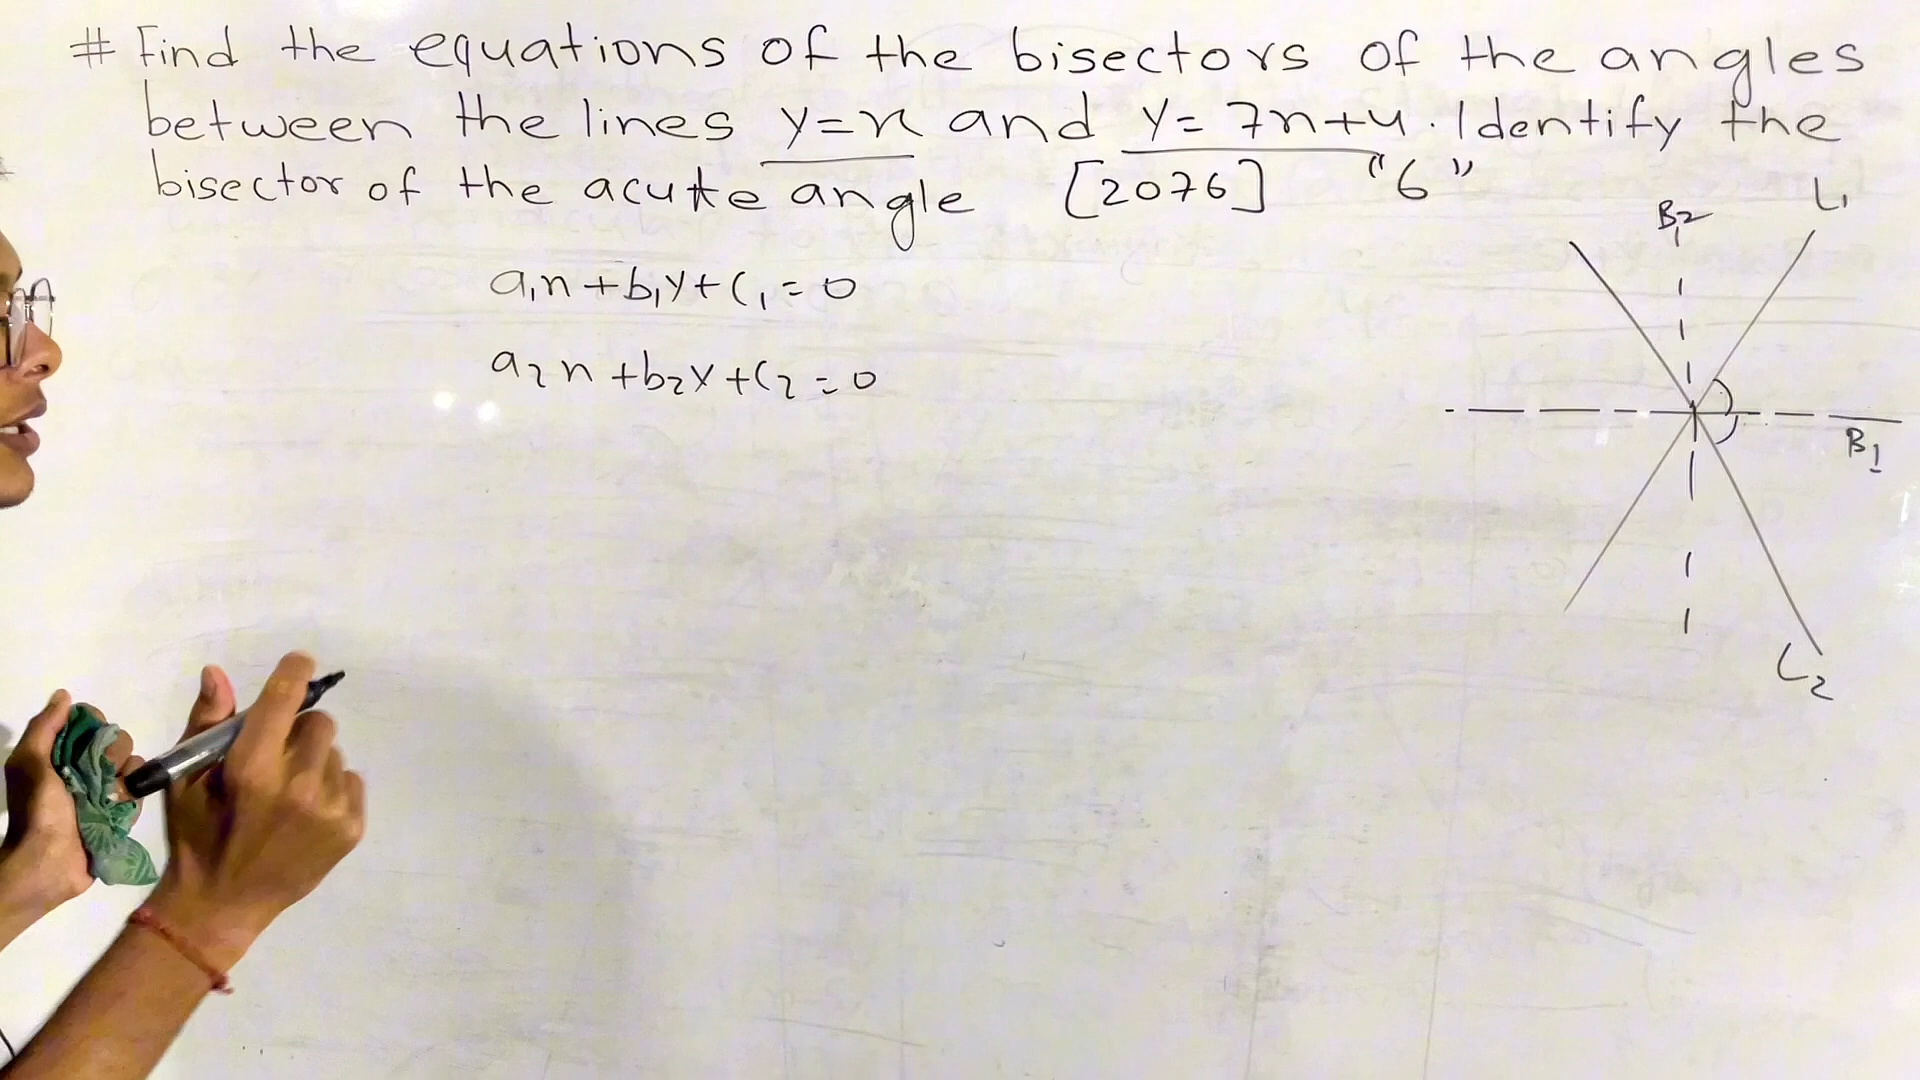 # Find the equations of the bisectors of the angles
between the lines y=x and y=7x+4. Identify the
bisector of the acute angle [2076] "6"
a₁x+b₁y+c₁=0
a₂x+b₂y+c₂=0
B₂
L₁
B₁
L₂